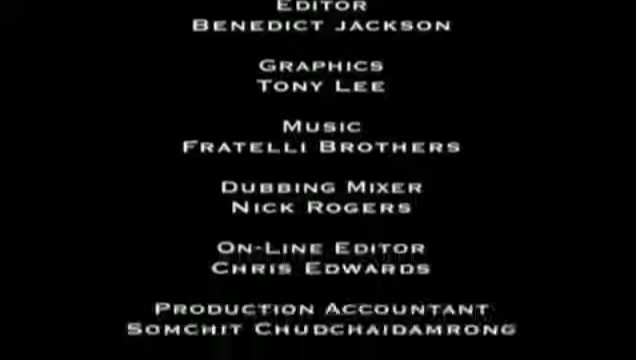 Editor
Benedict Jackson
Graphics
Tony Lee
Music
Fratelli Brothers
Dubbing Mixer
Nick Rogers
On-Line Editor
Chris Edwards
Production Accountant
Somchit Chudchaidamrong